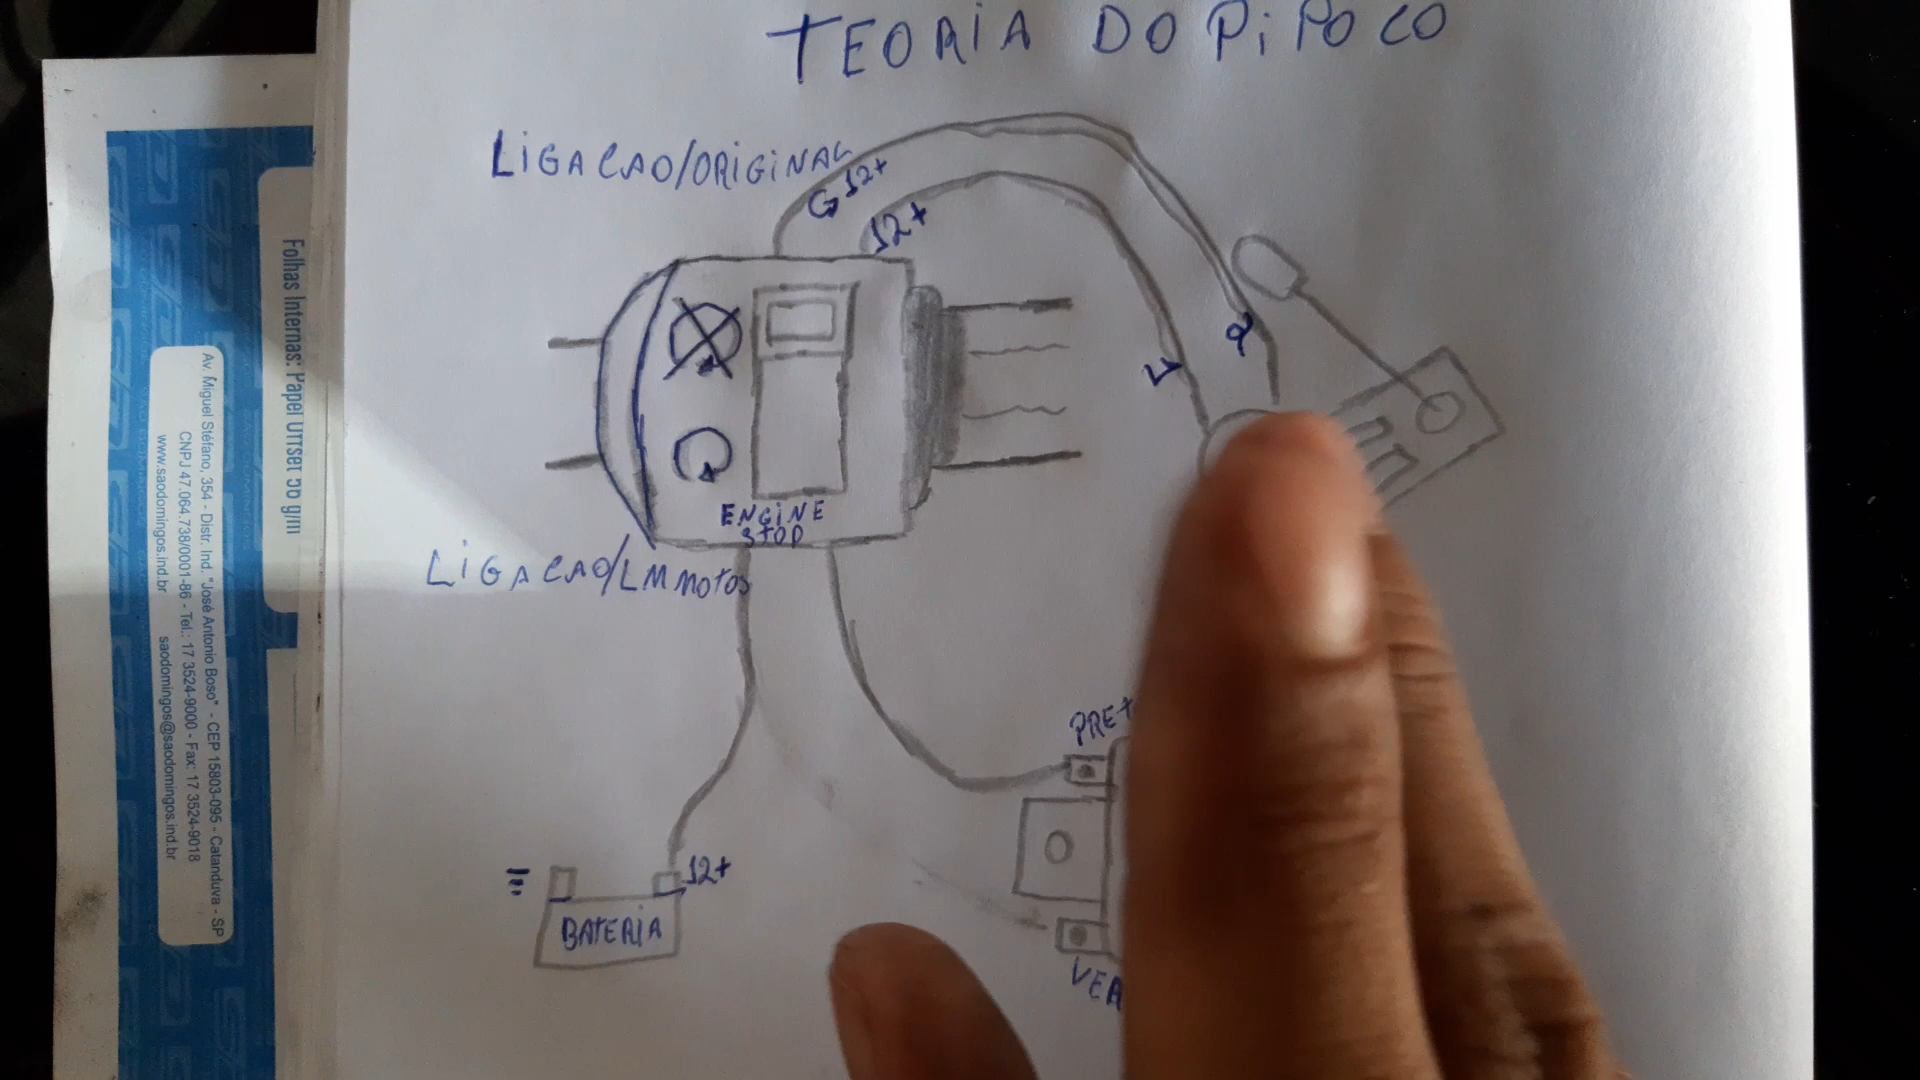 TEORIA DO PIPOCO
LIGACAO/ORIGINAL
G 12+
12+
1
2
ENGINE
STOP
LIGACAO/LM MOTOS
PRET
12+
BATERIA
VER
Folhas Internas: Papel Offset 56 g/m
Av. Miguel Stéfano, 354 - Distr. Ind. "José Antonio Boso" - CEP 15803-095 - Catanduva - SP
CNPJ 47.064.738/0001-86 - Tel.: 17 3524-9000 - Fax: 17 3524-9018
www.saodomingos.ind.br saodomingos@saodomingos.ind.br